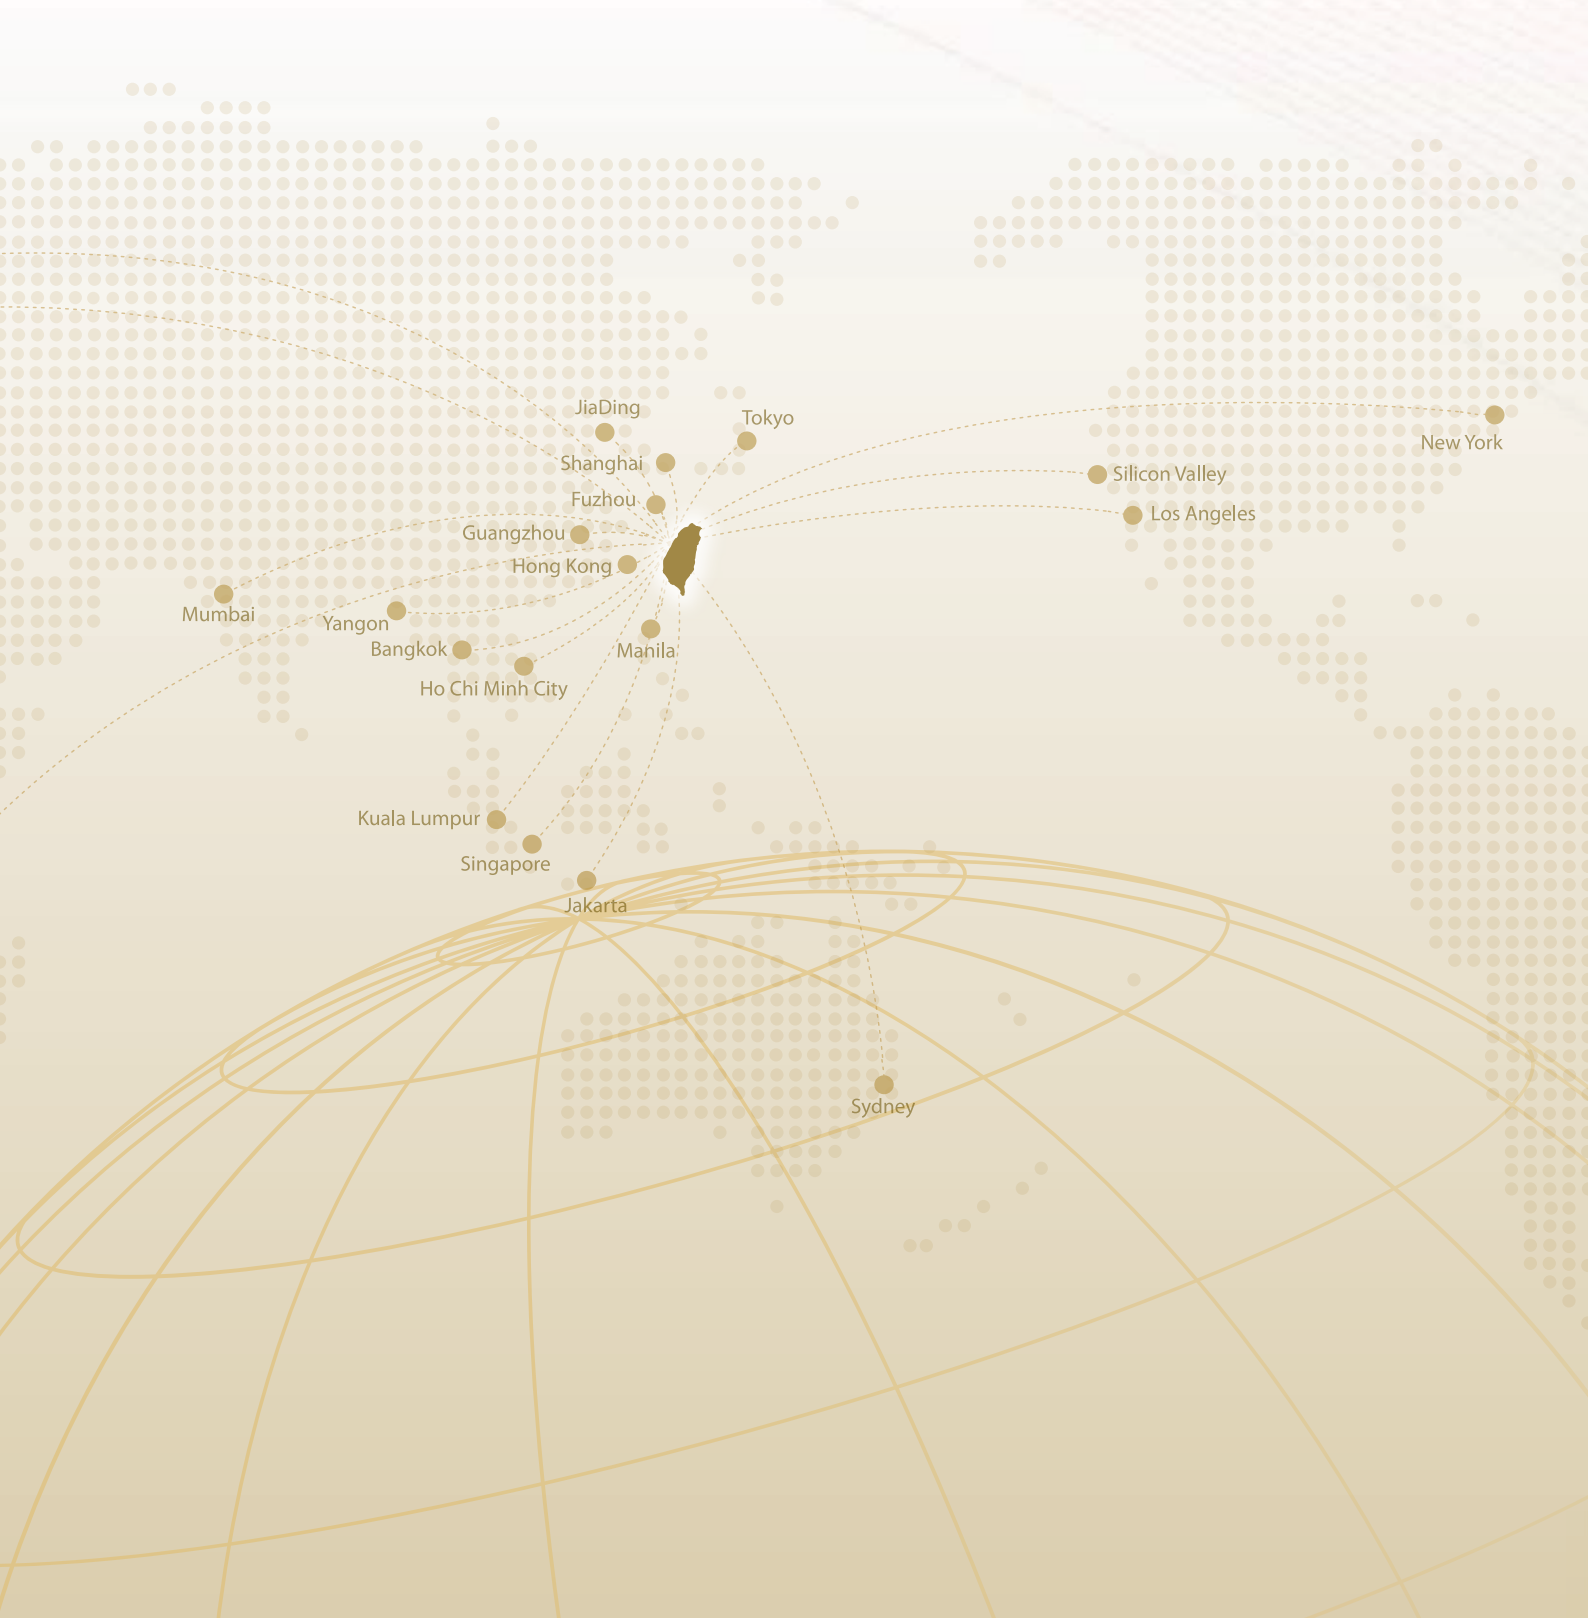 JiaDing
Tokyo
New York
Shanghai
Silicon Valley
Fuzhou
Los Angeles
Guangzhou
Hong Kong
Mumbai
Yangon
Bangkok
Manila
Ho Chi Minh City
Kuala Lumpur
Singapore
Jakarta
Sydney